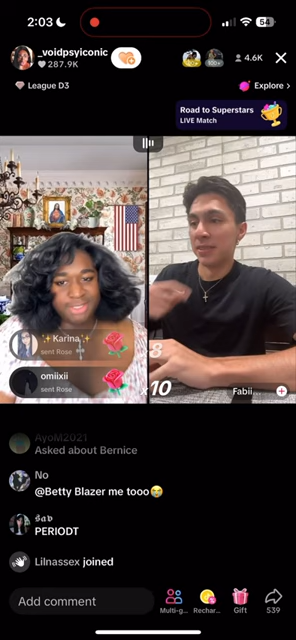 2:03
54
_voidpsyiconic
287.9K
4.6K
League D3
Explore >
Road to Superstars
LIVE Match
✨Karina✨
sent Rose
omiixii
sent Rose
8
x10
Fabii...
AyoM2021
Asked about Bernice
No
@Betty Blazer me tooo😭
𝔰𝔞𝔳
PERIODT
Lilnassex joined
Add comment
Multi-g...
Rechar...
Gift
539